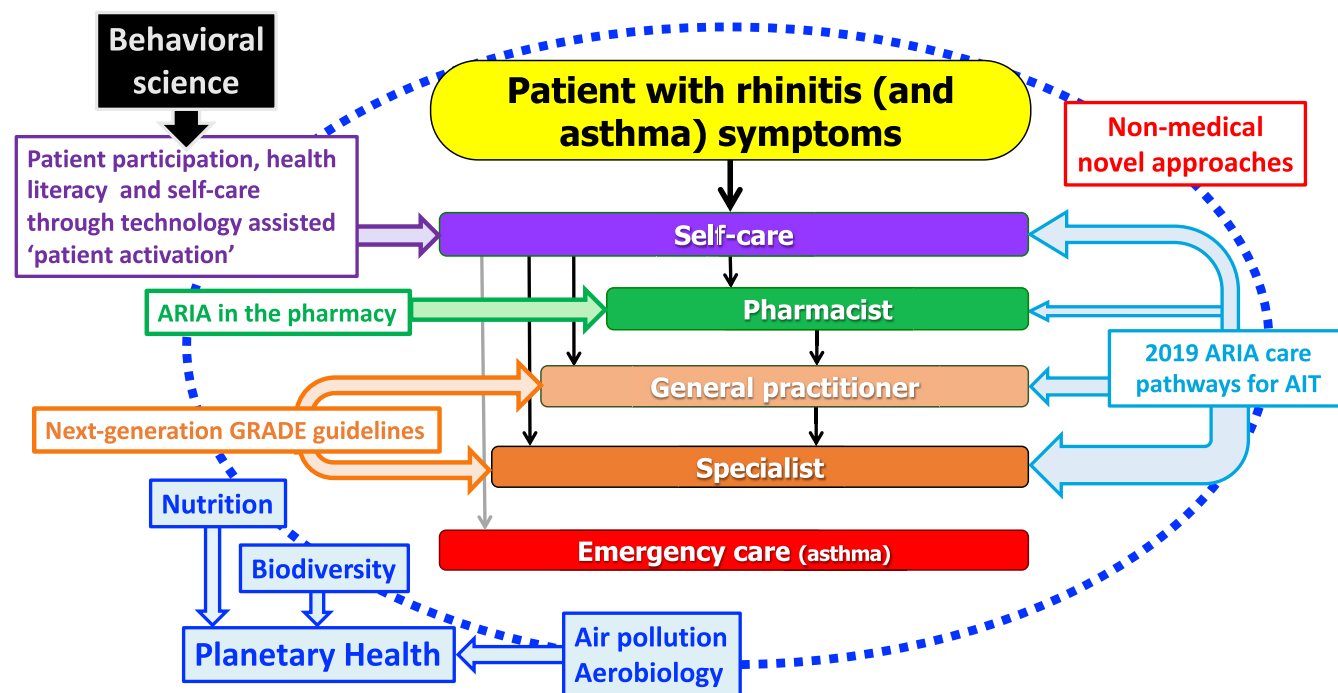 Behavioral
science
Patient with rhinitis (and
asthma) symptoms
Non-medical
novel approaches
Patient participation, health
literacy and self-care
through technology assisted
‘patient activation’
Self-care
ARIA in the pharmacy
Pharmacist
2019 ARIA care
pathways for AIT
General practitioner
Next-generation GRADE guidelines
Specialist
Nutrition
Emergency care (asthma)
Biodiversity
Planetary Health
Air pollution
Aerobiology